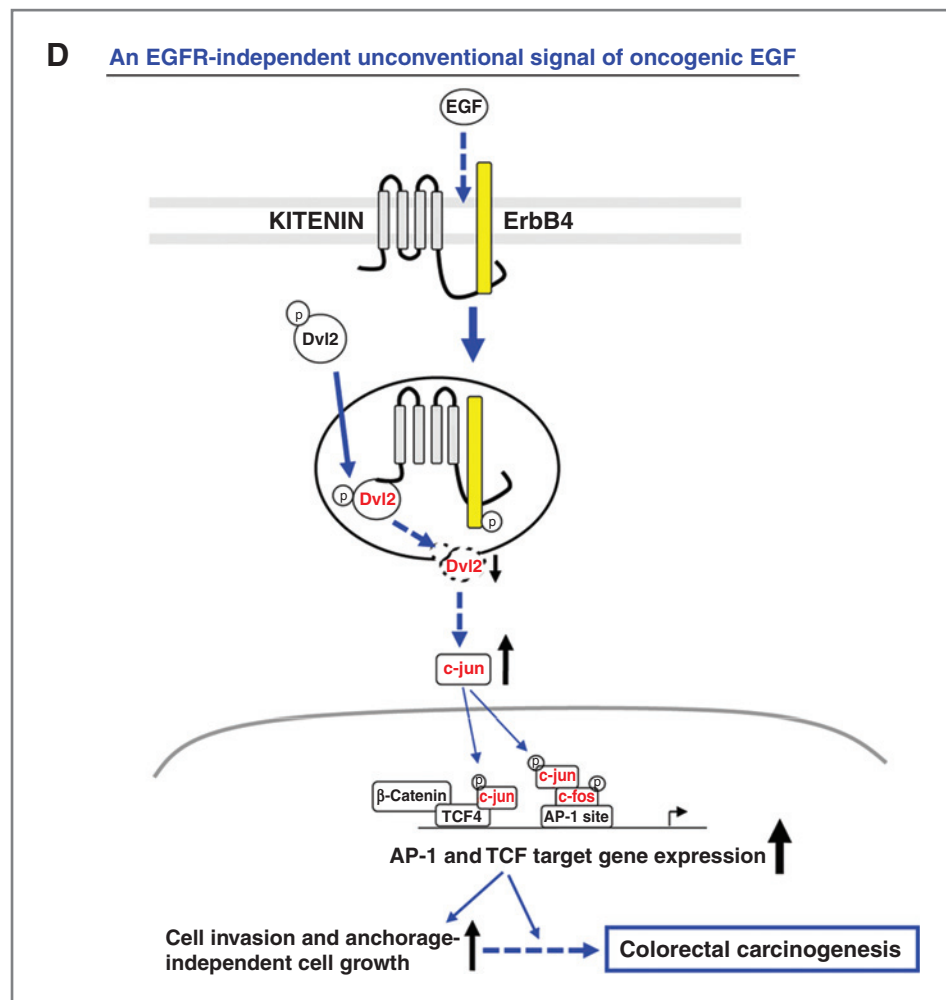 D
An EGFR-independent unconventional signal of oncogenic EGF
EGF
KITENIN
ErbB4
p
Dvl2
p
Dvl2
p
Dvl2
c-jun
p
c-jun
p
c-fos
p
c-jun
β-Catenin
TCF4
AP-1 site
AP-1 and TCF target gene expression
Cell invasion and anchorage-
independent cell growth
Colorectal carcinogenesis